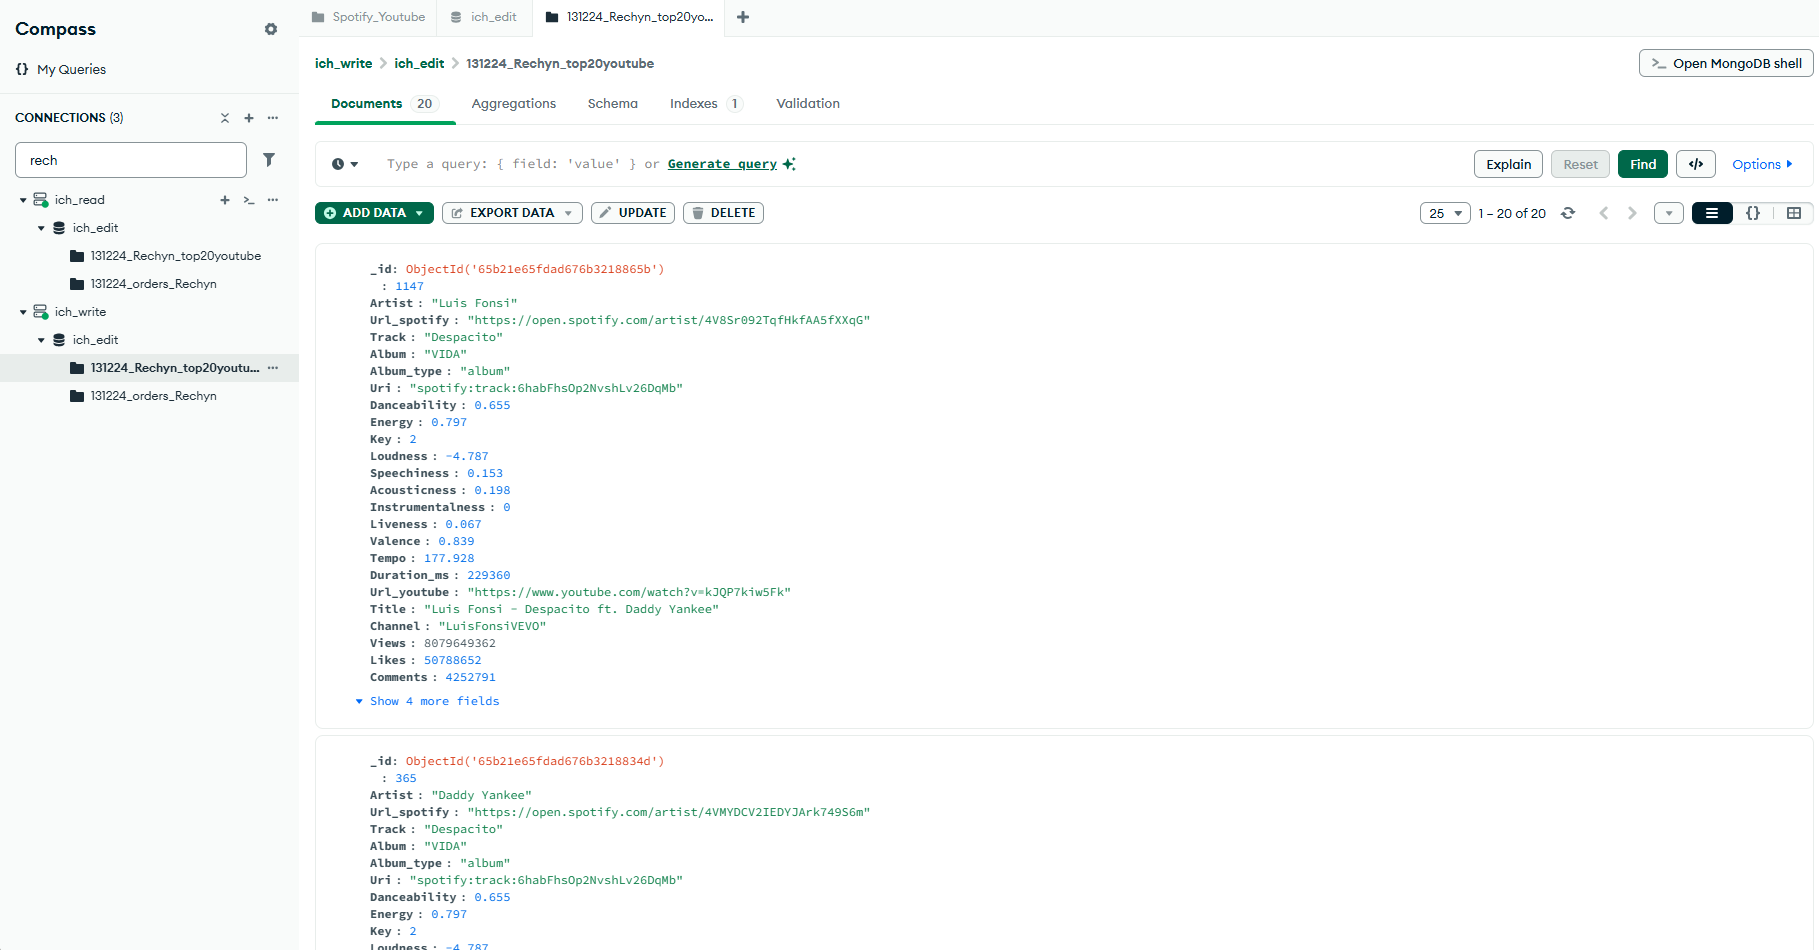 Compass
My Queries
CONNECTIONS (3)
rech
ich_read
ich_edit
131224_Rechyn_top20youtube
131224_orders_Rechyn
ich_write
ich_edit
131224_Rechyn_top20youtu...
131224_orders_Rechyn
Spotify_Youtube
ich_edit
131224_Rechyn_top20yo...
ich_write > ich_edit > 131224_Rechyn_top20youtube
>_ Open MongoDB shell
Documents 20 Aggregations Schema Indexes 1 Validation
Type a query: { field: 'value' } or Generate query
Explain Reset Find </> Options
ADD DATA EXPORT DATA UPDATE DELETE
25 1 – 20 of 20
_id: ObjectId('65b21e65fdad676b3218865b')
: 1147
Artist : "Luis Fonsi"
Url_spotify : "https://open.spotify.com/artist/4V8Sr092TqfHkfAA5fXXqG"
Track : "Despacito"
Album : "VIDA"
Album_type : "album"
Uri : "spotify:track:6habFhsOp2NvshLv26DqMb"
Danceability : 0.655
Energy : 0.797
Key : 2
Loudness : -4.787
Speechiness : 0.153
Acousticness : 0.198
Instrumentalness : 0
Liveness : 0.067
Valence : 0.839
Tempo : 177.928
Duration_ms : 229360
Url_youtube : "https://www.youtube.com/watch?v=kJQP7kiw5Fk"
Title : "Luis Fonsi - Despacito ft. Daddy Yankee"
Channel : "LuisFonsiVEVO"
Views : 8079649362
Likes : 50788652
Comments : 4252791
Show 4 more fields
_id: ObjectId('65b21e65fdad676b3218834d')
: 365
Artist : "Daddy Yankee"
Url_spotify : "https://open.spotify.com/artist/4VMYDCV2IEDYJArk749S6m"
Track : "Despacito"
Album : "VIDA"
Album_type : "album"
Uri : "spotify:track:6habFhsOp2NvshLv26DqMb"
Danceability : 0.655
Energy : 0.797
Key : 2
Loudness : -4.787